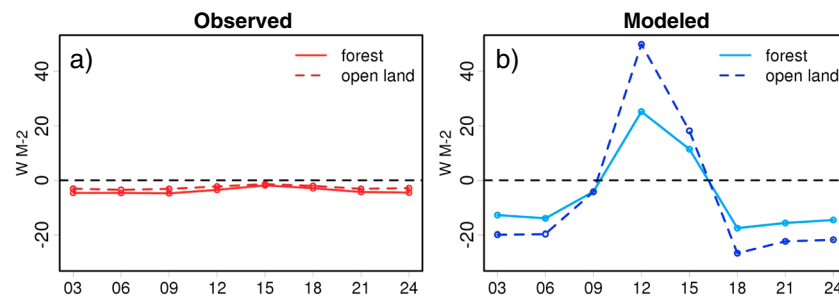 Observed
Modeled
a)
forest
open land
b)
forest
open land
W M-2
40
20
0
20
W M-2
40
20
0
20
03 06 09 12 15 18 21 24
03 06 09 12 15 18 21 24